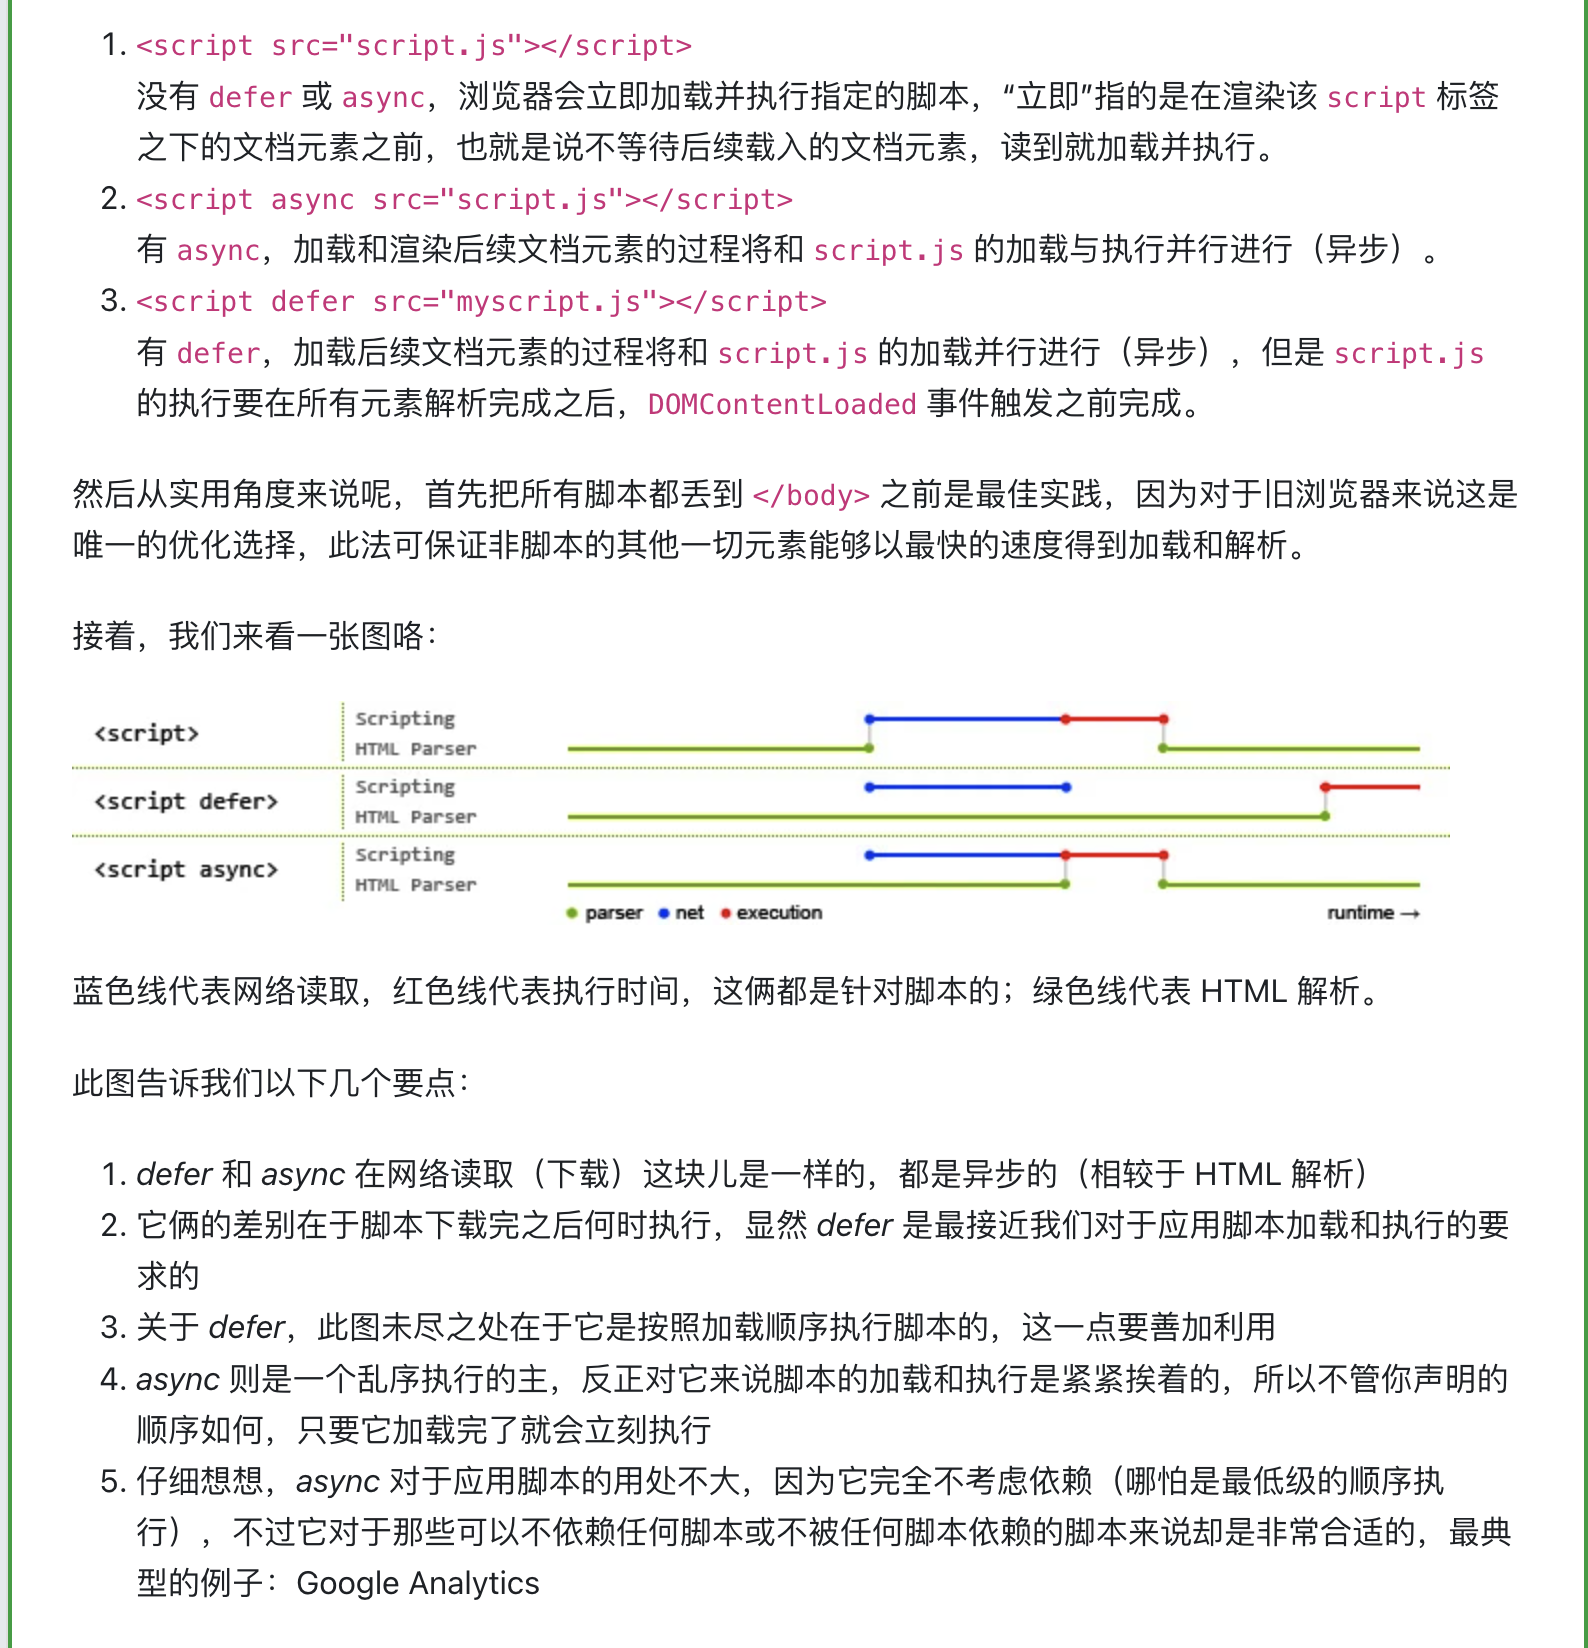 1. <script src="script.js"></script>
没有 defer 或 async，浏览器会立即加载并执行指定的脚本，“立即”指的是在渲染该 script 标签
之下的文档元素之前，也就是说不等待后续载入的文档元素，读到就加载并执行。
2. <script async src="script.js"></script>
有 async，加载和渲染后续文档元素的过程将和 script.js 的加载与执行并行进行（异步）。
3. <script defer src="myscript.js"></script>
有 defer，加载后续文档元素的过程将和 script.js 的加载并行进行（异步），但是 script.js
的执行要在所有元素解析完成之后，DOMContentLoaded 事件触发之前完成。
然后从实用角度来说呢，首先把所有脚本都丢到 </body> 之前是最佳实践，因为对于旧浏览器来说这是
唯一的优化选择，此法可保证非脚本的其他一切元素能够以最快的速度得到加载和解析。
接着，我们来看一张图咯：
<script>
Scripting
HTML Parser
<script defer>
Scripting
HTML Parser
<script async>
Scripting
HTML Parser
parser net execution runtime →
蓝色线代表网络读取，红色线代表执行时间，这俩都是针对脚本的；绿色线代表 HTML 解析。
此图告诉我们以下几个要点：
1. defer 和 async 在网络读取（下载）这块儿是一样的，都是异步的（相较于 HTML 解析）
2. 它俩的差别在于脚本下载完之后何时执行，显然 defer 是最接近我们对于应用脚本加载和执行的要
求的
3. 关于 defer，此图未尽之处在于它是按照加载顺序执行脚本的，这一点要善加利用
4. async 则是一个乱序执行的主，反正对它来说脚本的加载和执行是紧紧挨着的，所以不管你声明的
顺序如何，只要它加载完了就会立刻执行
5. 仔细想想，async 对于应用脚本的用处不大，因为它完全不考虑依赖（哪怕是最低级的顺序执
行），不过它对于那些可以不依赖任何脚本或不被任何脚本依赖的脚本来说却是非常合适的，最典
型的例子：Google Analytics